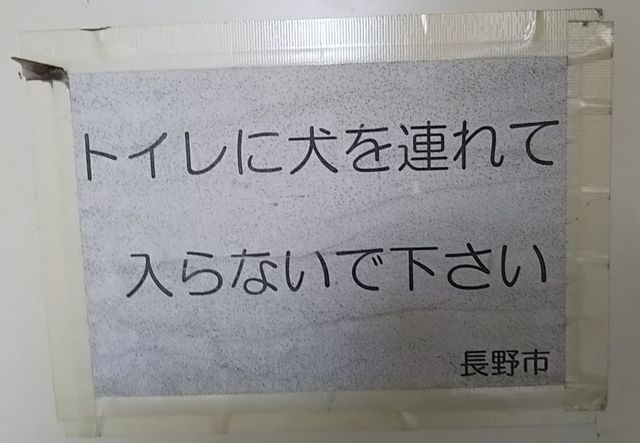 トイレに犬を連れて
入らないで下さい
長野市